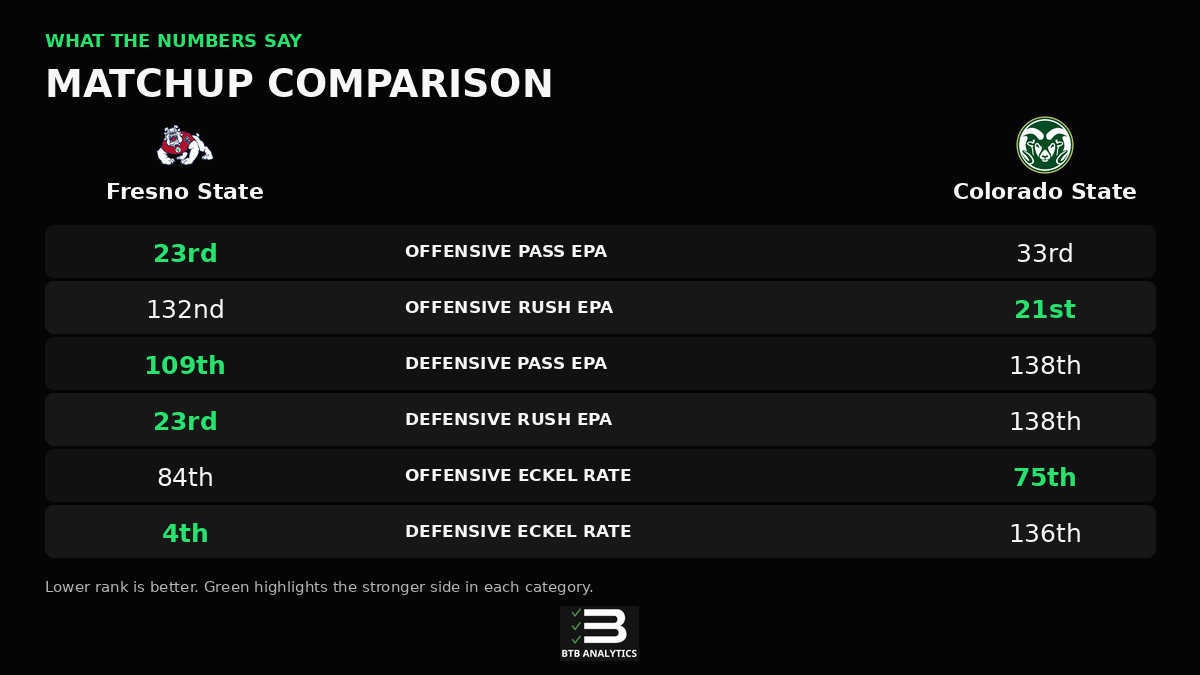 WHAT THE NUMBERS SAY
MATCHUP COMPARISON
Fresno State
Colorado State
23rd OFFENSIVE PASS EPA 33rd
132nd OFFENSIVE RUSH EPA 21st
109th DEFENSIVE PASS EPA 138th
23rd DEFENSIVE RUSH EPA 138th
84th OFFENSIVE ECKEL RATE 75th
4th DEFENSIVE ECKEL RATE 136th
Lower rank is better. Green highlights the stronger side in each category.
BTB ANALYTICS